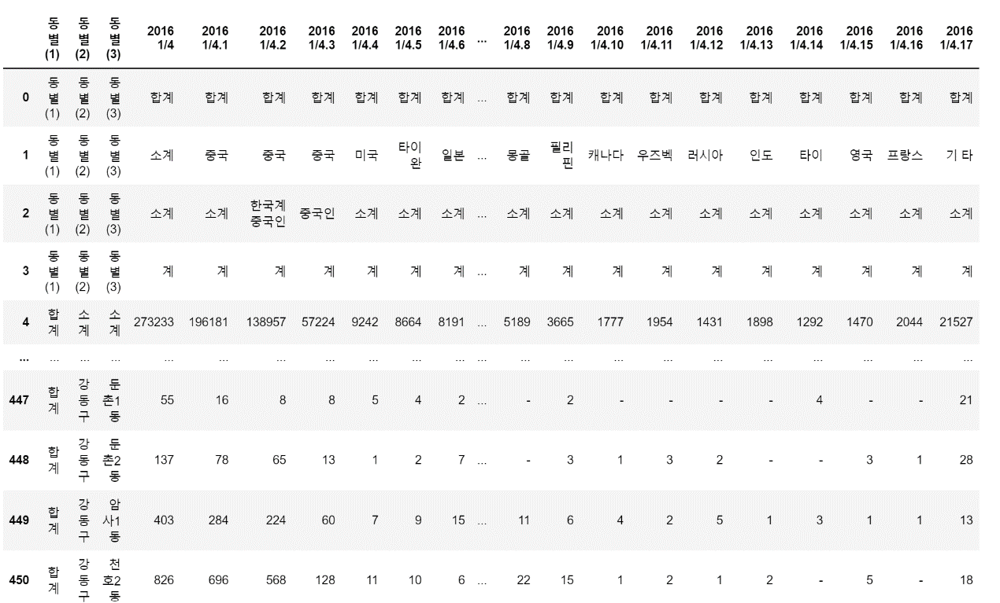 동별(1) 동별(2) 동별(3) 2016 1/4 2016 1/4.1 2016 1/4.2 2016 1/4.3 2016 1/4.4 2016 1/4.5 2016 1/4.6 ... 2016 1/4.8 2016 1/4.9 2016 1/4.10 2016 1/4.11 2016 1/4.12 2016 1/4.13 2016 1/4.14 2016 1/4.15 2016 1/4.16 2016 1/4.17
0 동별(1) 동별(2) 동별(3) 합계 합계 합계 합계 합계 합계 합계 ... 합계 합계 합계 합계 합계 합계 합계 합계 합계 합계
1 동별(1) 동별(2) 동별(3) 소계 중국 중국 중국 미국 타이완 일본 ... 몽골 필리핀 캐나다 우즈벡 러시아 인도 타이 영국 프랑스 기 타
2 동별(1) 동별(2) 동별(3) 소계 소계 한국계 중국인 중국인 소계 소계 소계 ... 소계 소계 소계 소계 소계 소계 소계 소계 소계 소계
3 동별(1) 동별(2) 동별(3) 계 계 계 계 계 계 계 ... 계 계 계 계 계 계 계 계 계 계
4 합계 소계 소계 273233 196181 138957 57224 9242 8664 8191 ... 5189 3665 1777 1954 1431 1898 1292 1470 2044 21527
... ... ... ... ... ... ... ... ... ... ... ... ... ... ... ... ... ... ... ... ... ...
447 합계 강동구 둔촌1동 55 16 8 8 5 4 2 ... - 2 - - - - 4 - - 21
448 합계 강동구 둔촌2동 137 78 65 13 1 2 7 ... - 3 1 3 2 - - 3 1 28
449 합계 강동구 암사1동 403 284 224 60 7 9 15 ... 11 6 4 2 5 1 3 1 1 13
450 합계 강동구 천호2동 826 696 568 128 11 10 6 ... 22 15 1 2 1 2 - 5 - 18